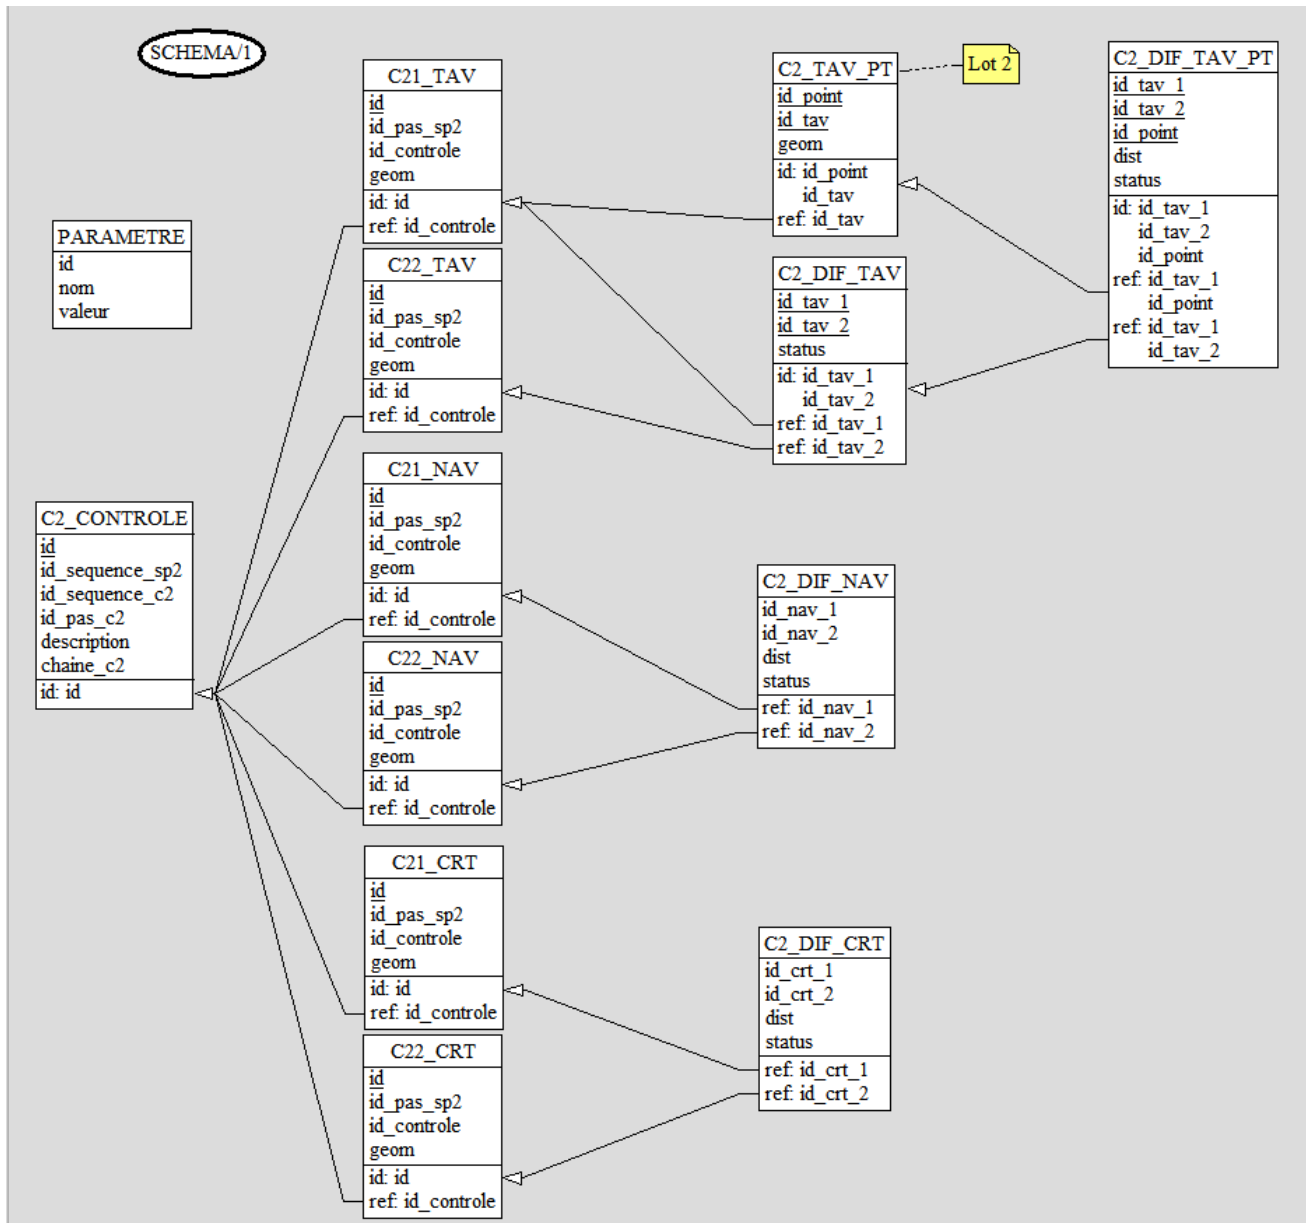 SCHEMA/1
PARAMETRE
id
nom
valeur
C2_CONTROLE
id
id_sequence_sp2
id_sequence_c2
id_pas_c2
description
chaine_c2
id: id
C21_TAV
id
id_pas_sp2
id_controle
geom
id: id
ref: id_controle
C22_TAV
id
id_pas_sp2
id_controle
geom
id: id
ref: id_controle
C21_NAV
id
id_pas_sp2
id_controle
geom
id: id
ref: id_controle
C22_NAV
id
id_pas_sp2
id_controle
geom
id: id
ref: id_controle
C21_CRT
id
id_pas_sp2
id_controle
geom
id: id
ref: id_controle
C22_CRT
id
id_pas_sp2
id_controle
geom
id: id
ref: id_controle
C2_TAV_PT
id_point
id_tav
geom
id: id_point
id_tav
ref: id_tav
Lot 2
C2_DIF_TAV
id_tav_1
id_tav_2
status
id: id_tav_1
id_tav_2
ref: id_tav_1
ref: id_tav_2
C2_DIF_NAV
id_nav_1
id_nav_2
dist
status
ref: id_nav_1
ref: id_nav_2
C2_DIF_CRT
id_crt_1
id_crt_2
dist
status
ref: id_crt_1
ref: id_crt_2
C2_DIF_TAV_PT
id_tav_1
id_tav_2
id_point
dist
status
id: id_tav_1
id_tav_2
id_point
ref: id_tav_1
id_point
ref: id_tav_1
id_tav_2